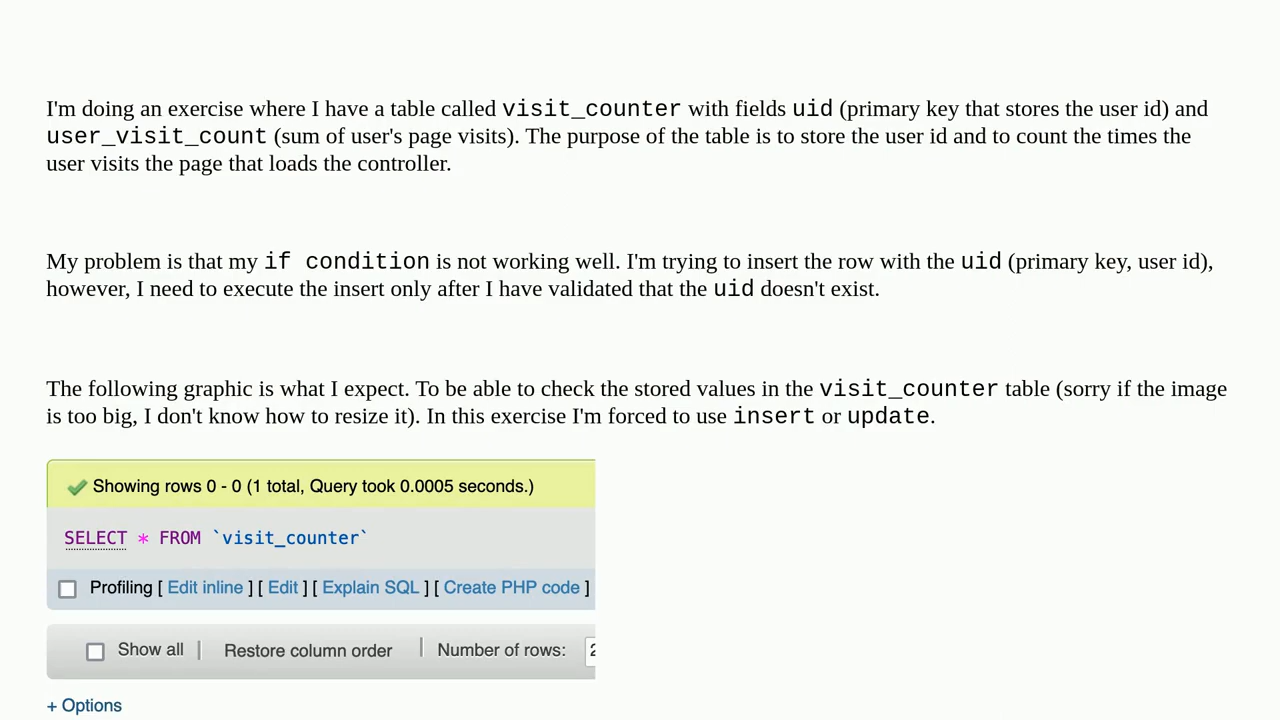 I'm doing an exercise where I have a table called visit_counter with fields uid (primary key that stores the user id) and
user_visit_count (sum of user's page visits). The purpose of the table is to store the user id and to count the times the
user visits the page that loads the controller.
My problem is that my if condition is not working well. I'm trying to insert the row with the uid (primary key, user id),
however, I need to execute the insert only after I have validated that the uid doesn't exist.
The following graphic is what I expect. To be able to check the stored values in the visit_counter table (sorry if the image
is too big, I don't know how to resize it). In this exercise I'm forced to use insert or update.
Showing rows 0 - 0 (1 total, Query took 0.0005 seconds.)
SELECT * FROM `visit_counter`
Profiling [ Edit inline ] [ Edit ] [ Explain SQL ] [ Create PHP code ]
Show all | Restore column order | Number of rows: 2
+ Options